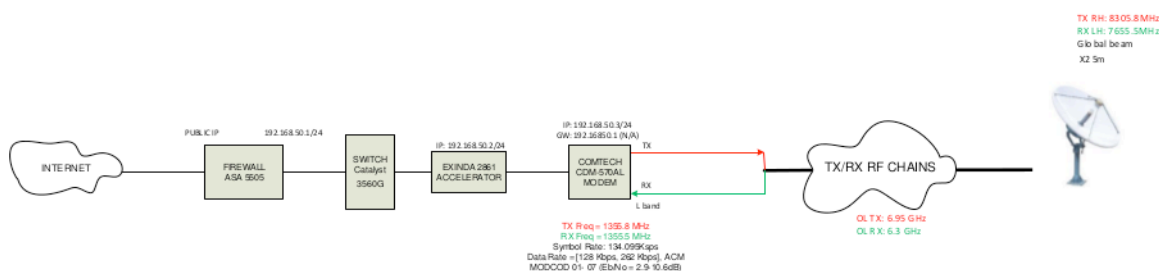 TX RH: 8305.8MHz
RX LH: 7655.5MHz
Global beam
X2 5m
PUBLIC IP
192.168.50.1/24
INTERNET
FIREWALL
ASA 5505
SWITCH
Catalyst
3560G
IP: 192.168.50.2/24
EXINDA 2861
ACCELERATOR
IP: 192.168.50.3/24
GW: 192.16850.1 (N/A)
COMTECH
CDM-570AL
MODEM
TX
RX
L band
TX/RX RF CHAINS
OL TX: 6.95 GHz
OL RX: 6.3 GHz
TX Freq = 1356.8 MHz
RX Freq = 1355.5 MHz
Symbol Rate: 134.095Ksps
Data Rate =[128 Kbps, 262 Kbps], ACM
MODCOD 01- 07 (Eb/No = 2.9-10.6dB)